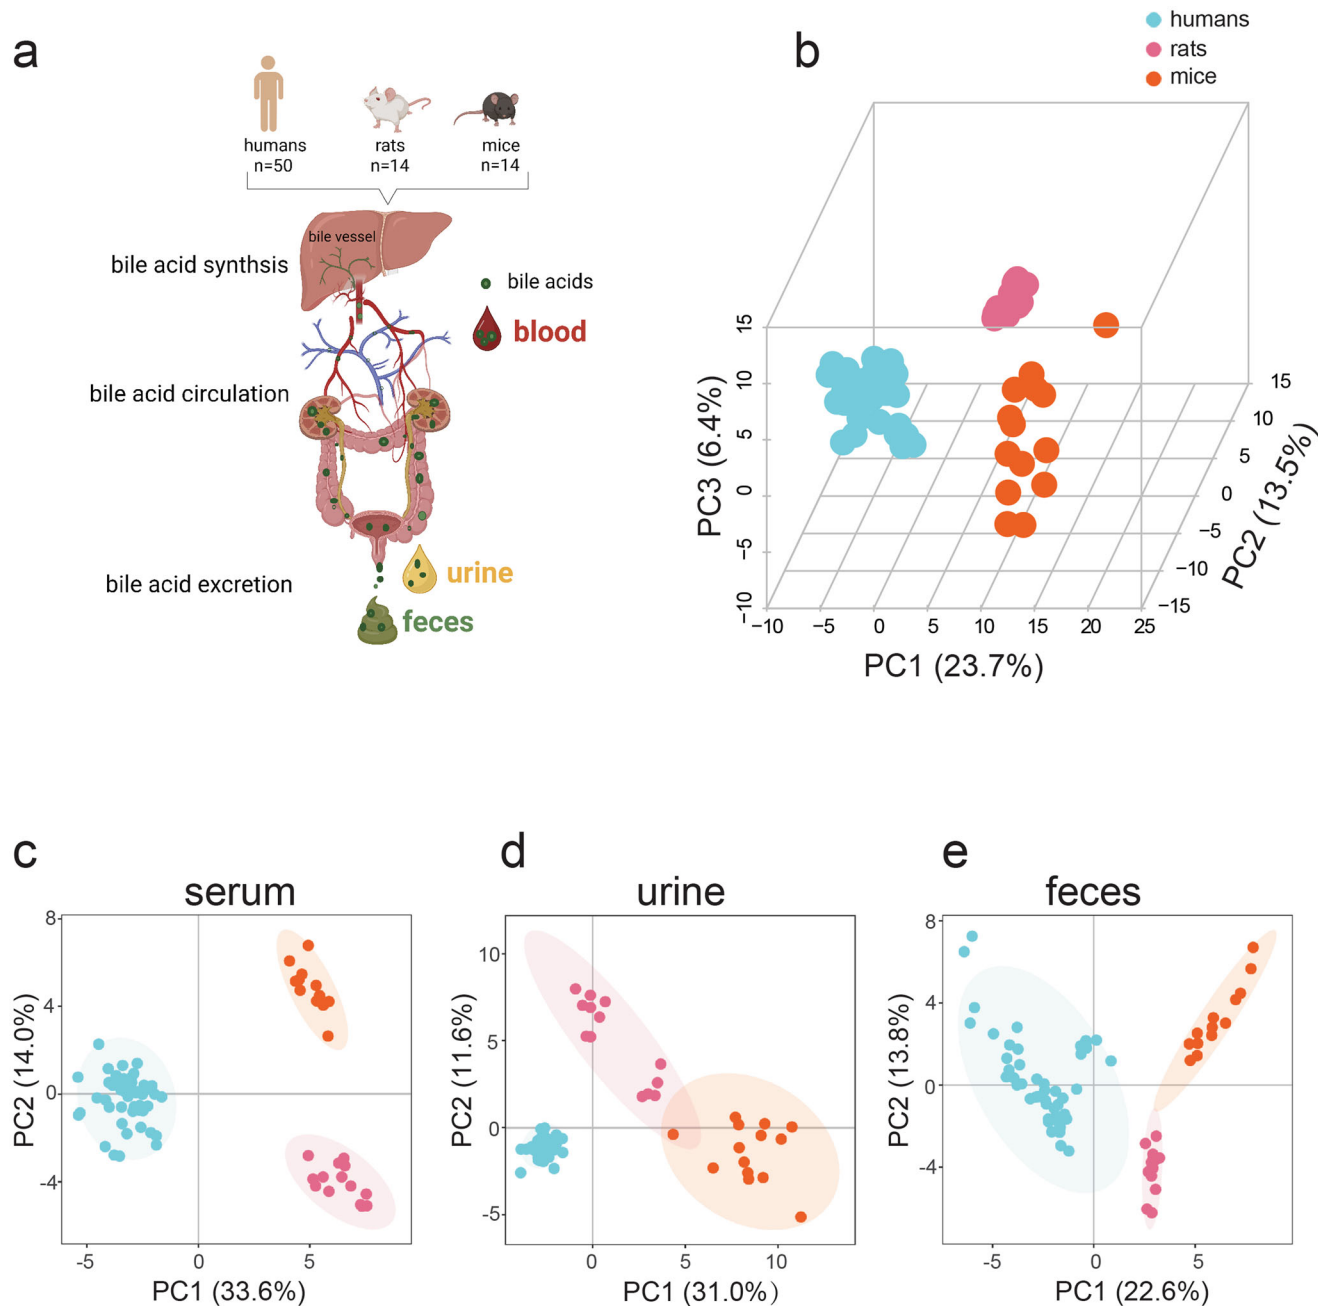 a
humans
n=50
rats
n=14
mice
n=14
bile vessel
bile acid synthsis
bile acids
blood
bile acid circulation
bile acid excretion
urine
feces
b
humans
rats
mice
15
10
5
0
−5
−10
PC3 (6.4%)
−10
−5
0
5
10
15
20
25
PC1 (23.7%)
15
10
5
0
−5
−10
−15
PC2 (13.5%)
c
serum
8
4
0
-4
PC2 (14.0%)
-5
0
5
PC1 (33.6%)
d
urine
10
5
0
-5
PC2 (11.6%)
0
5
10
PC1 (31.0%)
e
feces
8
4
0
-4
PC2 (13.8%)
-5
0
5
PC1 (22.6%)